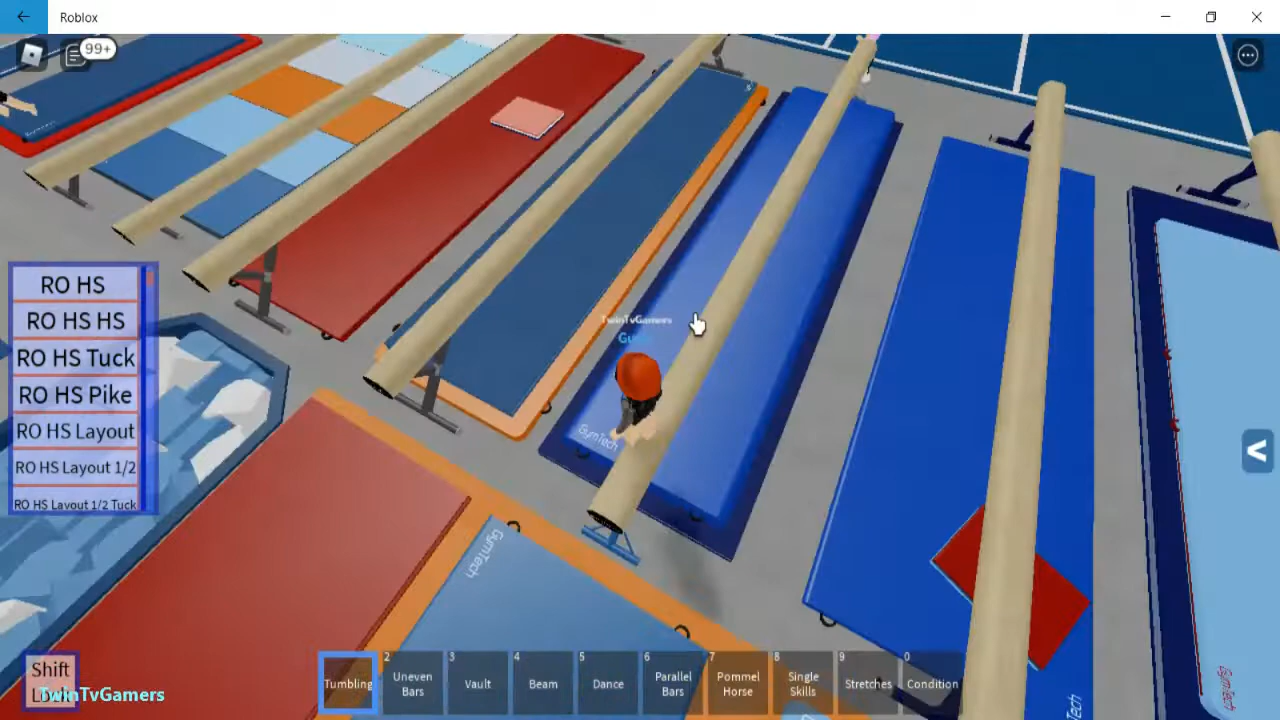 Roblox
99+
TwinTvGamers
RO HS
RO HS HS
RO HS Tuck
RO HS Pike
RO HS Layout
RO HS Layout 1/2
RO HS Layout 1/2 Tuck
GymTech
GymTech
GymTech
Shift
TwinTvGamers
Tumbling
2 Uneven Bars
3 Vault
4 Beam
5 Dance
6 Parallel Bars
7 Pommel Horse
8 Single Skills
9 Stretches
0 Condition